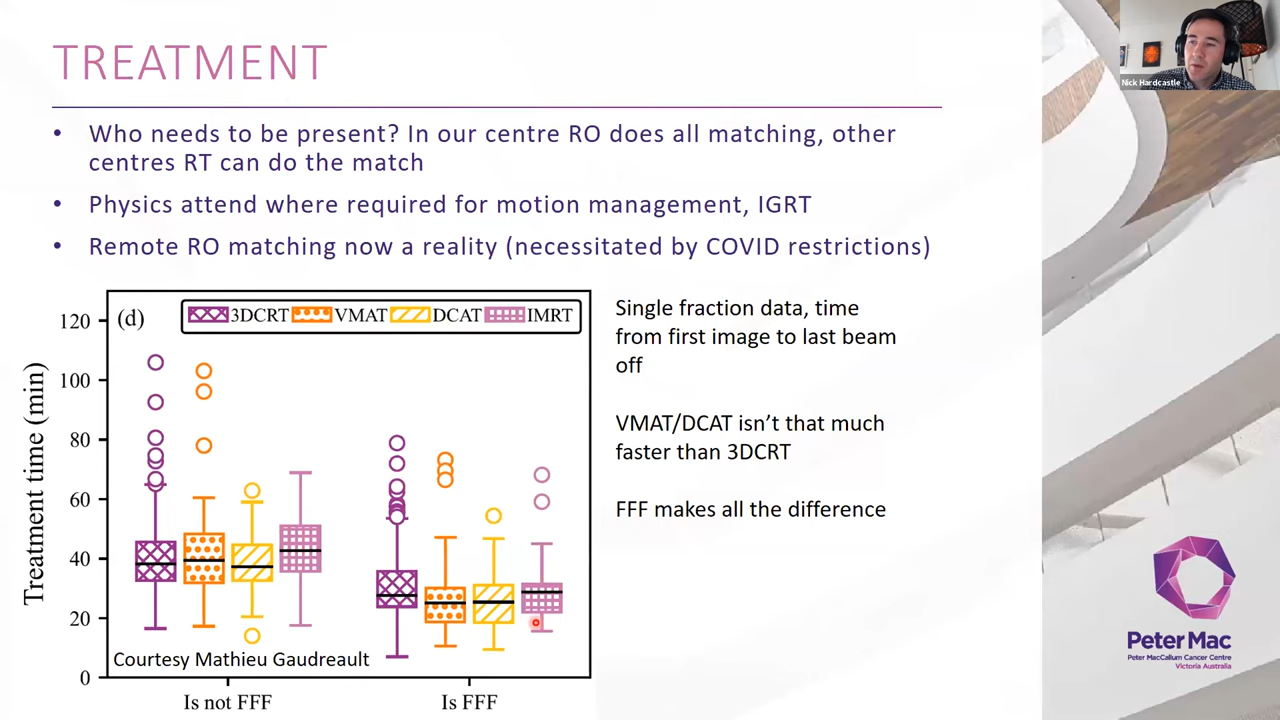 TREATMENT
Nick Hardcastle
• Who needs to be present? In our centre RO does all matching, other
centres RT can do the match
• Physics attend where required for motion management, IGRT
• Remote RO matching now a reality (necessitated by COVID restrictions)
(d)
3DCRT VMAT DCAT IMRT
Treatment time (min)
120
100
80
60
40
20
0
Courtesy Mathieu Gaudreault
Is not FFF Is FFF
Single fraction data, time
from first image to last beam
off
VMAT/DCAT isn't that much
faster than 3DCRT
FFF makes all the difference
Peter Mac
Peter MacCallum Cancer Centre
Victoria Australia